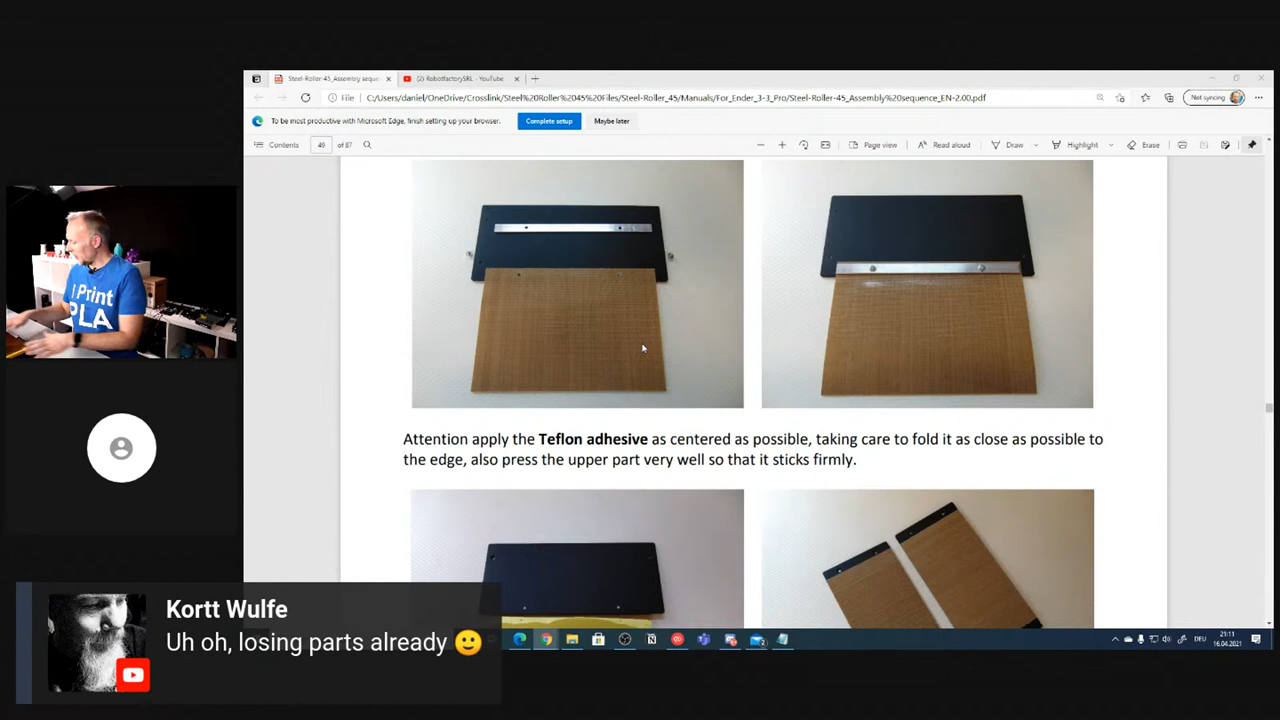 Steel-Roller-45_Assembly seque
(2) RobotfactorySRL - YouTube
File
C:/Users/daniel/OneDrive/Crosslink/Steel%20Roller%2045%20Files/Steel-Roller_45/Manuals/For_Ender_3-3_Pro/Steel-Roller-45_Assembly%20sequence_EN-2.00.pdf
Not syncing
To be most productive with Microsoft Edge, finish setting up your browser.
Complete setup
Maybe later
Contents
49
of 87
Page view
Read aloud
Draw
Highlight
Erase
I Print
PLA
Attention apply the Teflon adhesive as centered as possible, taking care to fold it as close as possible to
the edge, also press the upper part very well so that it sticks firmly.
Kortt Wulfe
Uh oh, losing parts already 🙂
DEU
21:11
16.04.2021